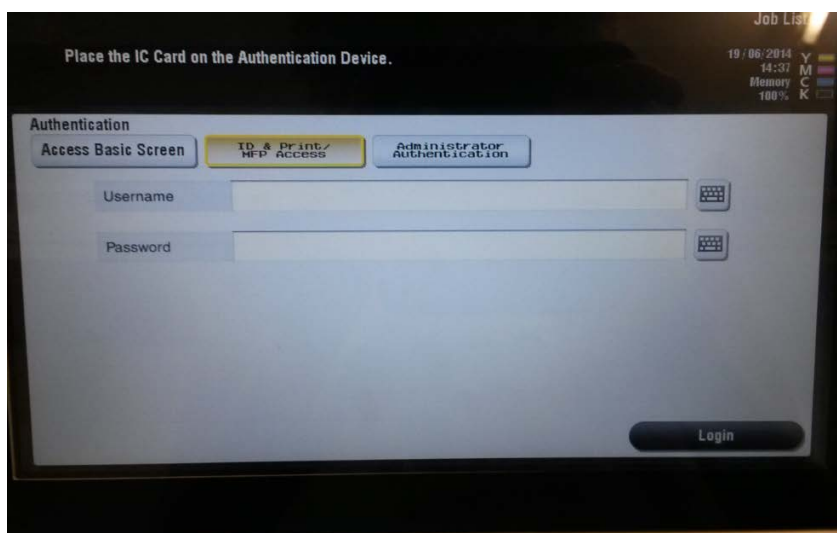 Job List
Place the IC Card on the Authentication Device.
19/06/2014
14:37
Memory
100%
Y
M
C
K
Authentication
Access Basic Screen
ID & Print/
MFP Access
Administrator
Authentication
Username
Password
Login